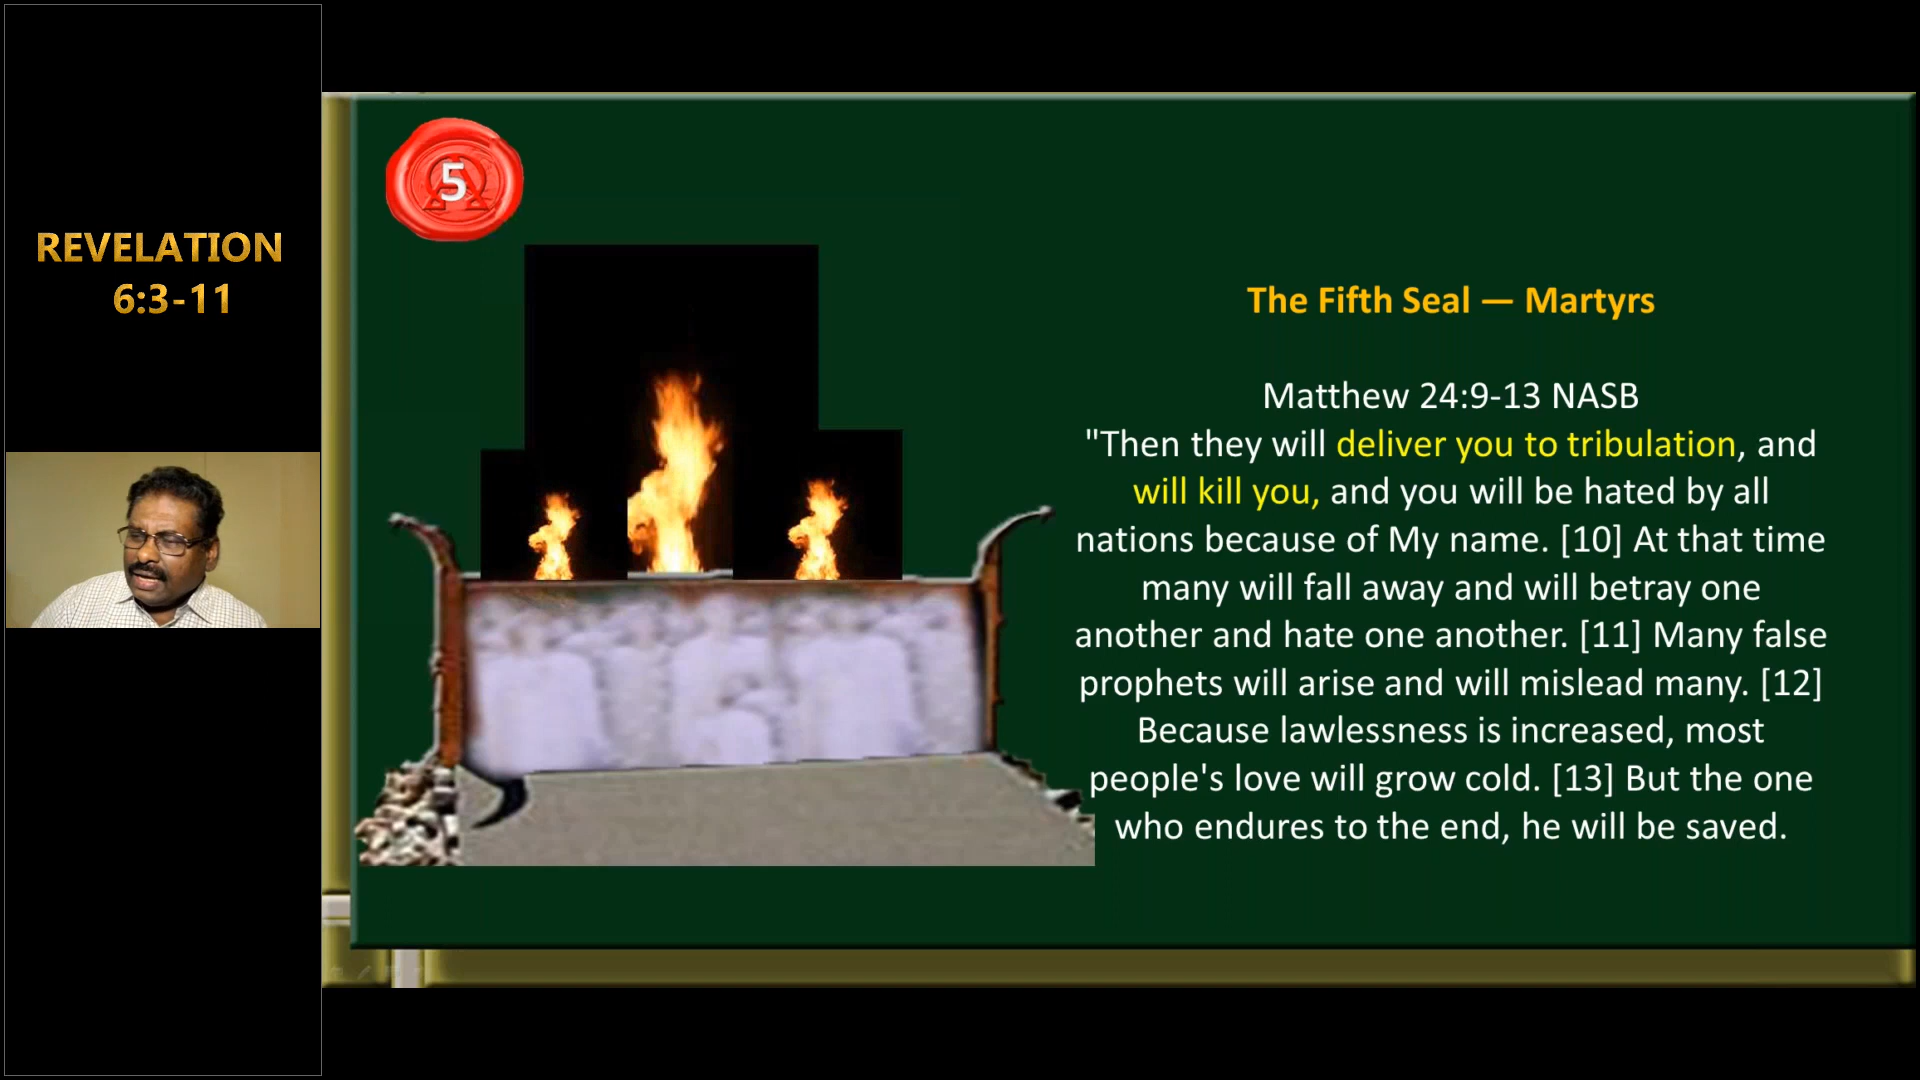 REVELATION
6:3-11
5
The Fifth Seal — Martyrs
Matthew 24:9-13 NASB
"Then they will deliver you to tribulation, and
will kill you, and you will be hated by all
nations because of My name. [10] At that time
many will fall away and will betray one
another and hate one another. [11] Many false
prophets will arise and will mislead many. [12]
Because lawlessness is increased, most
people's love will grow cold. [13] But the one
who endures to the end, he will be saved.